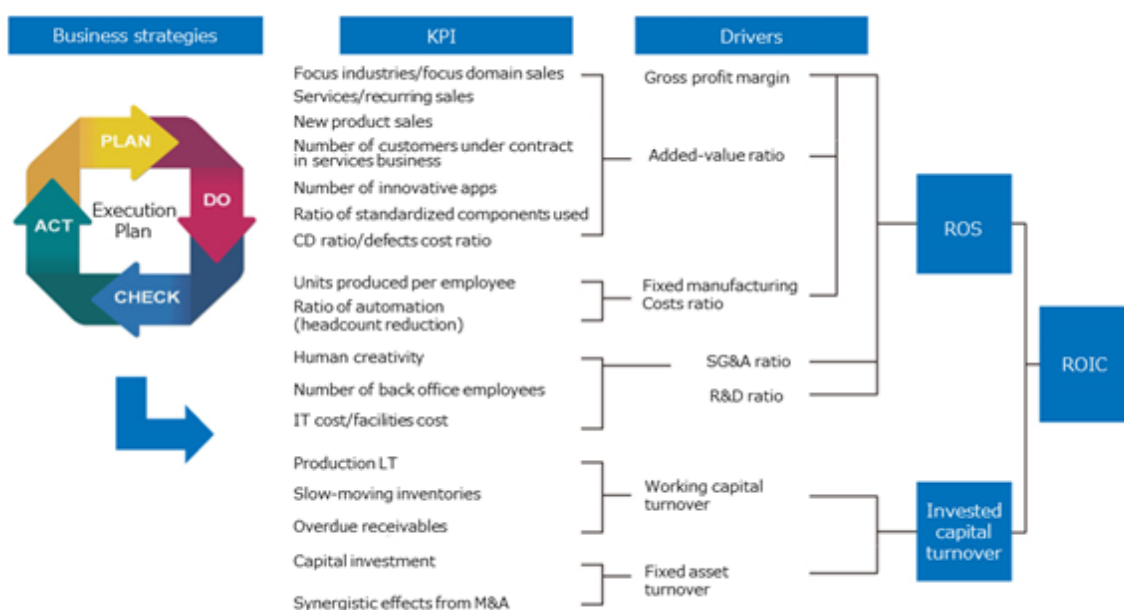 Business strategies
KPI
Drivers
PLAN
DO
CHECK
ACT
Execution
Plan
Focus industries/focus domain sales
Services/recurring sales
New product sales
Number of customers under contract
in services business
Number of innovative apps
Ratio of standardized components used
CD ratio/defects cost ratio
Units produced per employee
Ratio of automation
(headcount reduction)
Human creativity
Number of back office employees
IT cost/facilities cost
Production LT
Slow-moving inventories
Overdue receivables
Capital investment
Synergistic effects from M&A
Gross profit margin
Added-value ratio
Fixed manufacturing
Costs ratio
SG&A ratio
R&D ratio
Working capital
turnover
Fixed asset
turnover
ROS
Invested
capital
turnover
ROIC